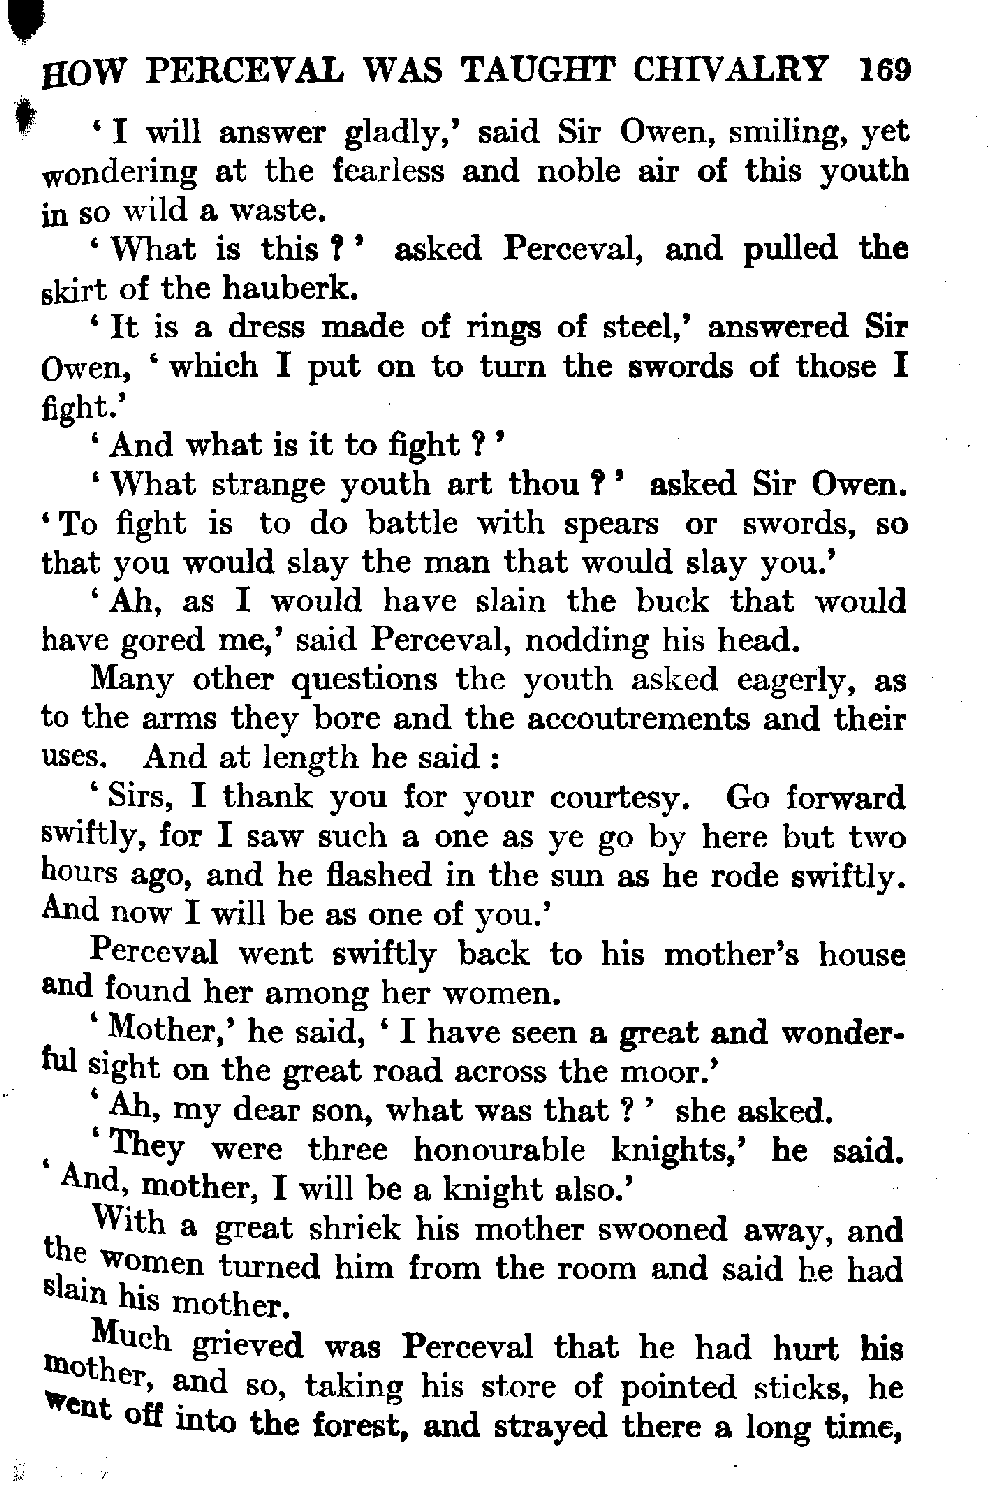 HOW PERCEVAL WAS TAUGHT CHIVALRY 169
‘ I will answer gladly,’ said Sir Owen, smiling, yet
wondering at the fearless and noble air of this youth
in so wild a waste.
‘ What is this ? ’ asked Perceval, and pulled the
skirt of the hauberk.
‘ It is a dress made of rings of steel,’ answered Sir
Owen, ‘ which I put on to turn the swords of those I
fight.’
‘ And what is it to fight ? ’
‘ What strange youth art thou ? ’ asked Sir Owen.
‘ To fight is to do battle with spears or swords, so
that you would slay the man that would slay you.’
‘ Ah, as I would have slain the buck that would
have gored me,’ said Perceval, nodding his head.
Many other questions the youth asked eagerly, as
to the arms they bore and the accoutrements and their
uses. And at length he said :
‘ Sirs, I thank you for your courtesy. Go forward
swiftly, for I saw such a one as ye go by here but two
hours ago, and he flashed in the sun as he rode swiftly.
And now I will be as one of you.’
Perceval went swiftly back to his mother’s house
and found her among her women.
‘ Mother,’ he said, ‘ I have seen a great and wonder-
ful sight on the great road across the moor.’
‘ Ah, my dear son, what was that ? ’ she asked.
‘ They were three honourable knights,’ he said.
‘ And, mother, I will be a knight also.’
With a great shriek his mother swooned away, and
the women turned him from the room and said he had
slain his mother.
Much grieved was Perceval that he had hurt his
mother, and so, taking his store of pointed sticks, he
went off into the forest, and strayed there a long time,